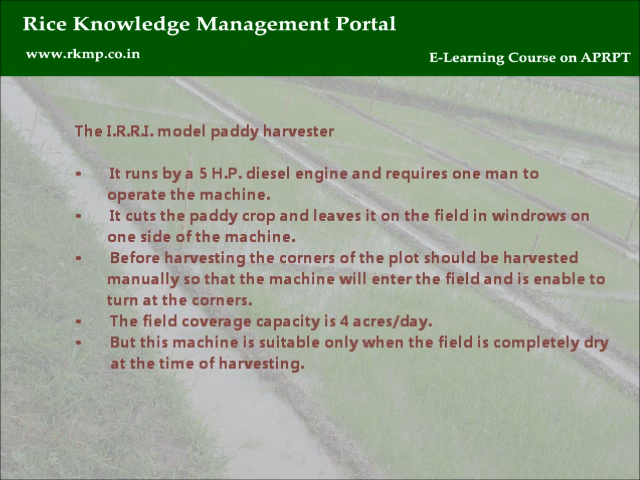 Rice Knowledge Management Portal
www.rkmp.co.in
E-Learning Course on APRPT
The I.R.R.I. model paddy harvester
• It runs by a 5 H.P. diesel engine and requires one man to
operate the machine.
• It cuts the paddy crop and leaves it on the field in windrows on
one side of the machine.
• Before harvesting the corners of the plot should be harvested
manually so that the machine will enter the field and is enable to
turn at the corners.
• The field coverage capacity is 4 acres/day.
• But this machine is suitable only when the field is completely dry
at the time of harvesting.